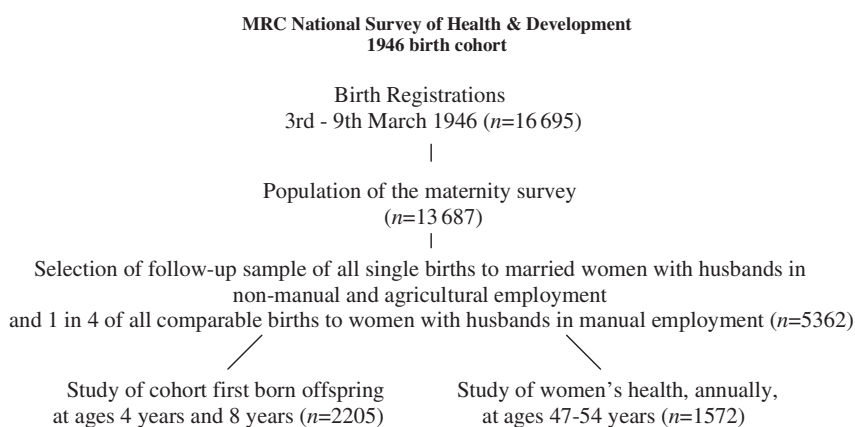 MRC National Survey of Health & Development
1946 birth cohort
Birth Registrations
3rd - 9th March 1946 (n=16 695)
Population of the maternity survey
(n=13 687)
Selection of follow-up sample of all single births to married women with husbands in
non-manual and agricultural employment
and 1 in 4 of all comparable births to women with husbands in manual employment (n=5362)
Study of cohort first born offspring
at ages 4 years and 8 years (n=2205)
Study of women's health, annually,
at ages 47-54 years (n=1572)